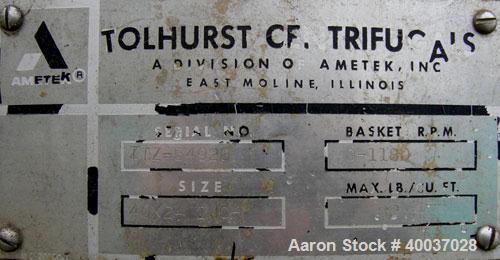 TOLHURST CE. TRIFUGALS
A DIVISION OF AMETEK, INC
EAST MOLINE, ILLINOIS
AMETEK ®
SERIAL NO
BASKET R.P.M.
SIZE
MAX. LB./CU. FT.
Aaron Stock # 40037028